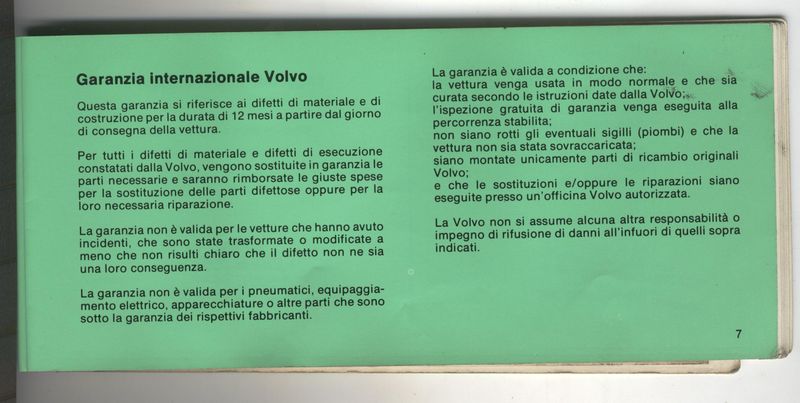 Garanzia internazionale Volvo
Questa garanzia si riferisce ai difetti di materiale e di
costruzione per la durata di 12 mesi a partire dal giorno
di consegna della vettura.
Per tutti i difetti di materiale e difetti di esecuzione
constatati dalla Volvo, vengono sostituite in garanzia le
parti necessarie e saranno rimborsate le giuste spese
per la sostituzione delle parti difettose oppure per la
loro necessaria riparazione.
La garanzia non è valida per le vetture che hanno avuto
incidenti, che sono state trasformate o modificate a
meno che non risulti chiaro che il difetto non ne sia
una loro conseguenza.
La garanzia non è valida per i pneumatici, equipaggia-
mento elettrico, apparecchiature o altre parti che sono
sotto la garanzia dei rispettivi fabbricanti.
La garanzia è valida a condizione che:
la vettura venga usata in modo normale e che sia
curata secondo le istruzioni date dalla Volvo;
l'ispezione gratuita di garanzia venga eseguita alla
percorrenza stabilita;
non siano rotti gli eventuali sigilli (piombi) e che la
vettura non sia stata sovraccaricata;
siano montate unicamente parti di ricambio originali
Volvo;
e che le sostituzioni e/oppure le riparazioni siano
eseguite presso un'officina Volvo autorizzata.
La Volvo non si assume alcuna altra responsabilità o
impegno di rifusione di danni all'infuori di quelli sopra
indicati.
7